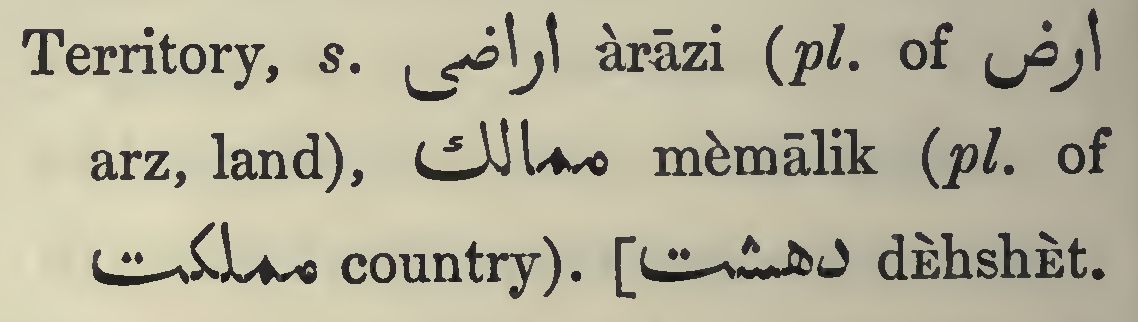 Territory, s. اراضى àrāzi (pl. of ارض
arz, land), ممالك mèmālik (pl. of
مملكت country). [دهشت dÈhshÈt.